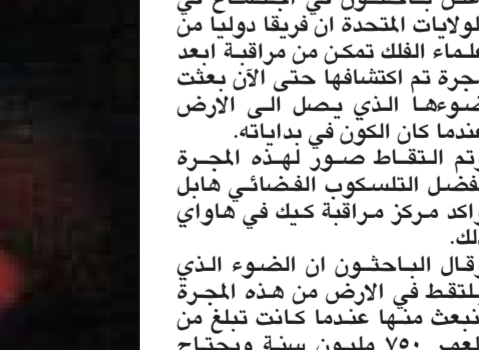 باحثون في اجتماع في
الولايات المتحدة ان فريقا دوليا من
علماء الفلك تمكن من مراقبة ابعد
مجرة تم اكتشافها حتى الآن بعثت
ضوءها الذي يصل الى الارض
عندما كان الكون في بداياته.
وتم التقاط صور لهذه المجرة
بفضل التلسكوب الفضائي هابل
واكد مركز مراقبة كيك في هاواي
ذلك.
وقال الباحثون ان الضوء الذي
يلتقط في الارض من هذه المجرة
انبعث منها عندما كانت تبلغ من
العمر ٧٥٠ مليون سنة ويحتاج